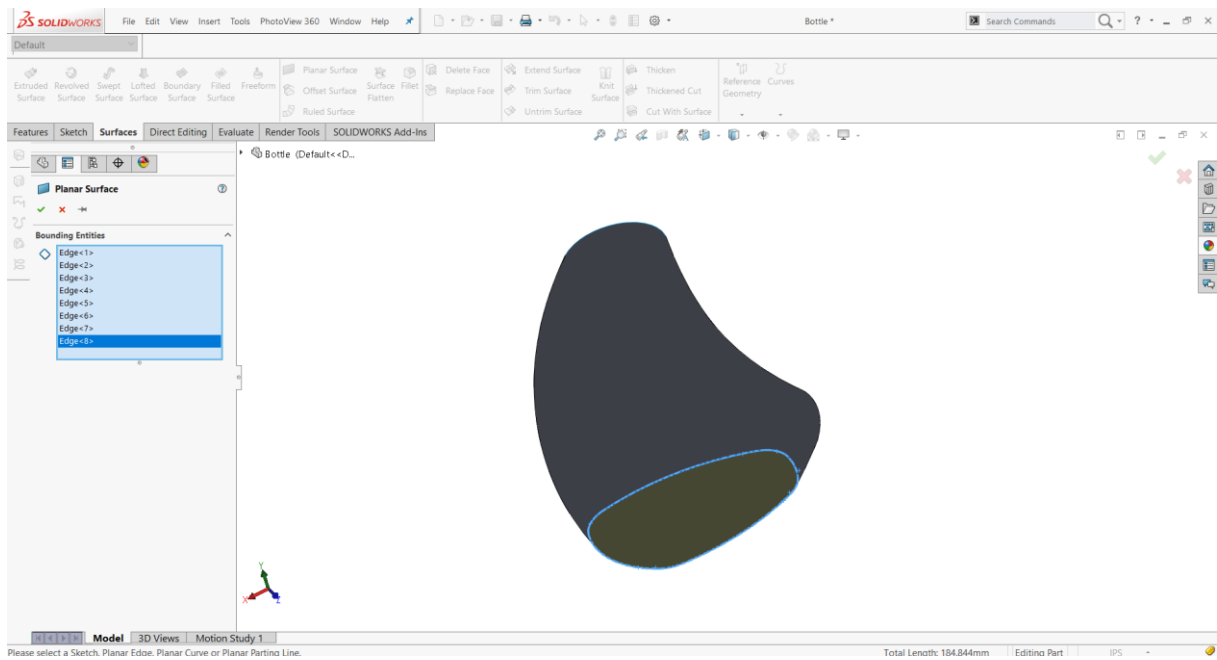 SOLIDWORKS File Edit View Insert Tools PhotoView 360 Window Help Bottle * Search Commands ?
Default
Extruded Surface Revolved Surface Swept Surface Lofted Surface Boundary Surface Filled Surface Freeform Planar Surface Offset Surface Ruled Surface Surface Flatten Fillet Delete Face Replace Face Extend Surface Trim Surface Untrim Surface Knit Surface Thicken Thickened Cut Cut With Surface Reference Geometry Curves
Features Sketch Surfaces Direct Editing Evaluate Render Tools SOLIDWORKS Add-Ins
Bottle (Default<<D...
Planar Surface
Bounding Entities
Edge<1>
Edge<2>
Edge<3>
Edge<4>
Edge<5>
Edge<6>
Edge<7>
Edge<8>
Y
X
Z
Model 3D Views Motion Study 1
Please select a Sketch, Planar Edge, Planar Curve or Planar Parting Line. Total Length: 184.844mm Editing Part IPS -